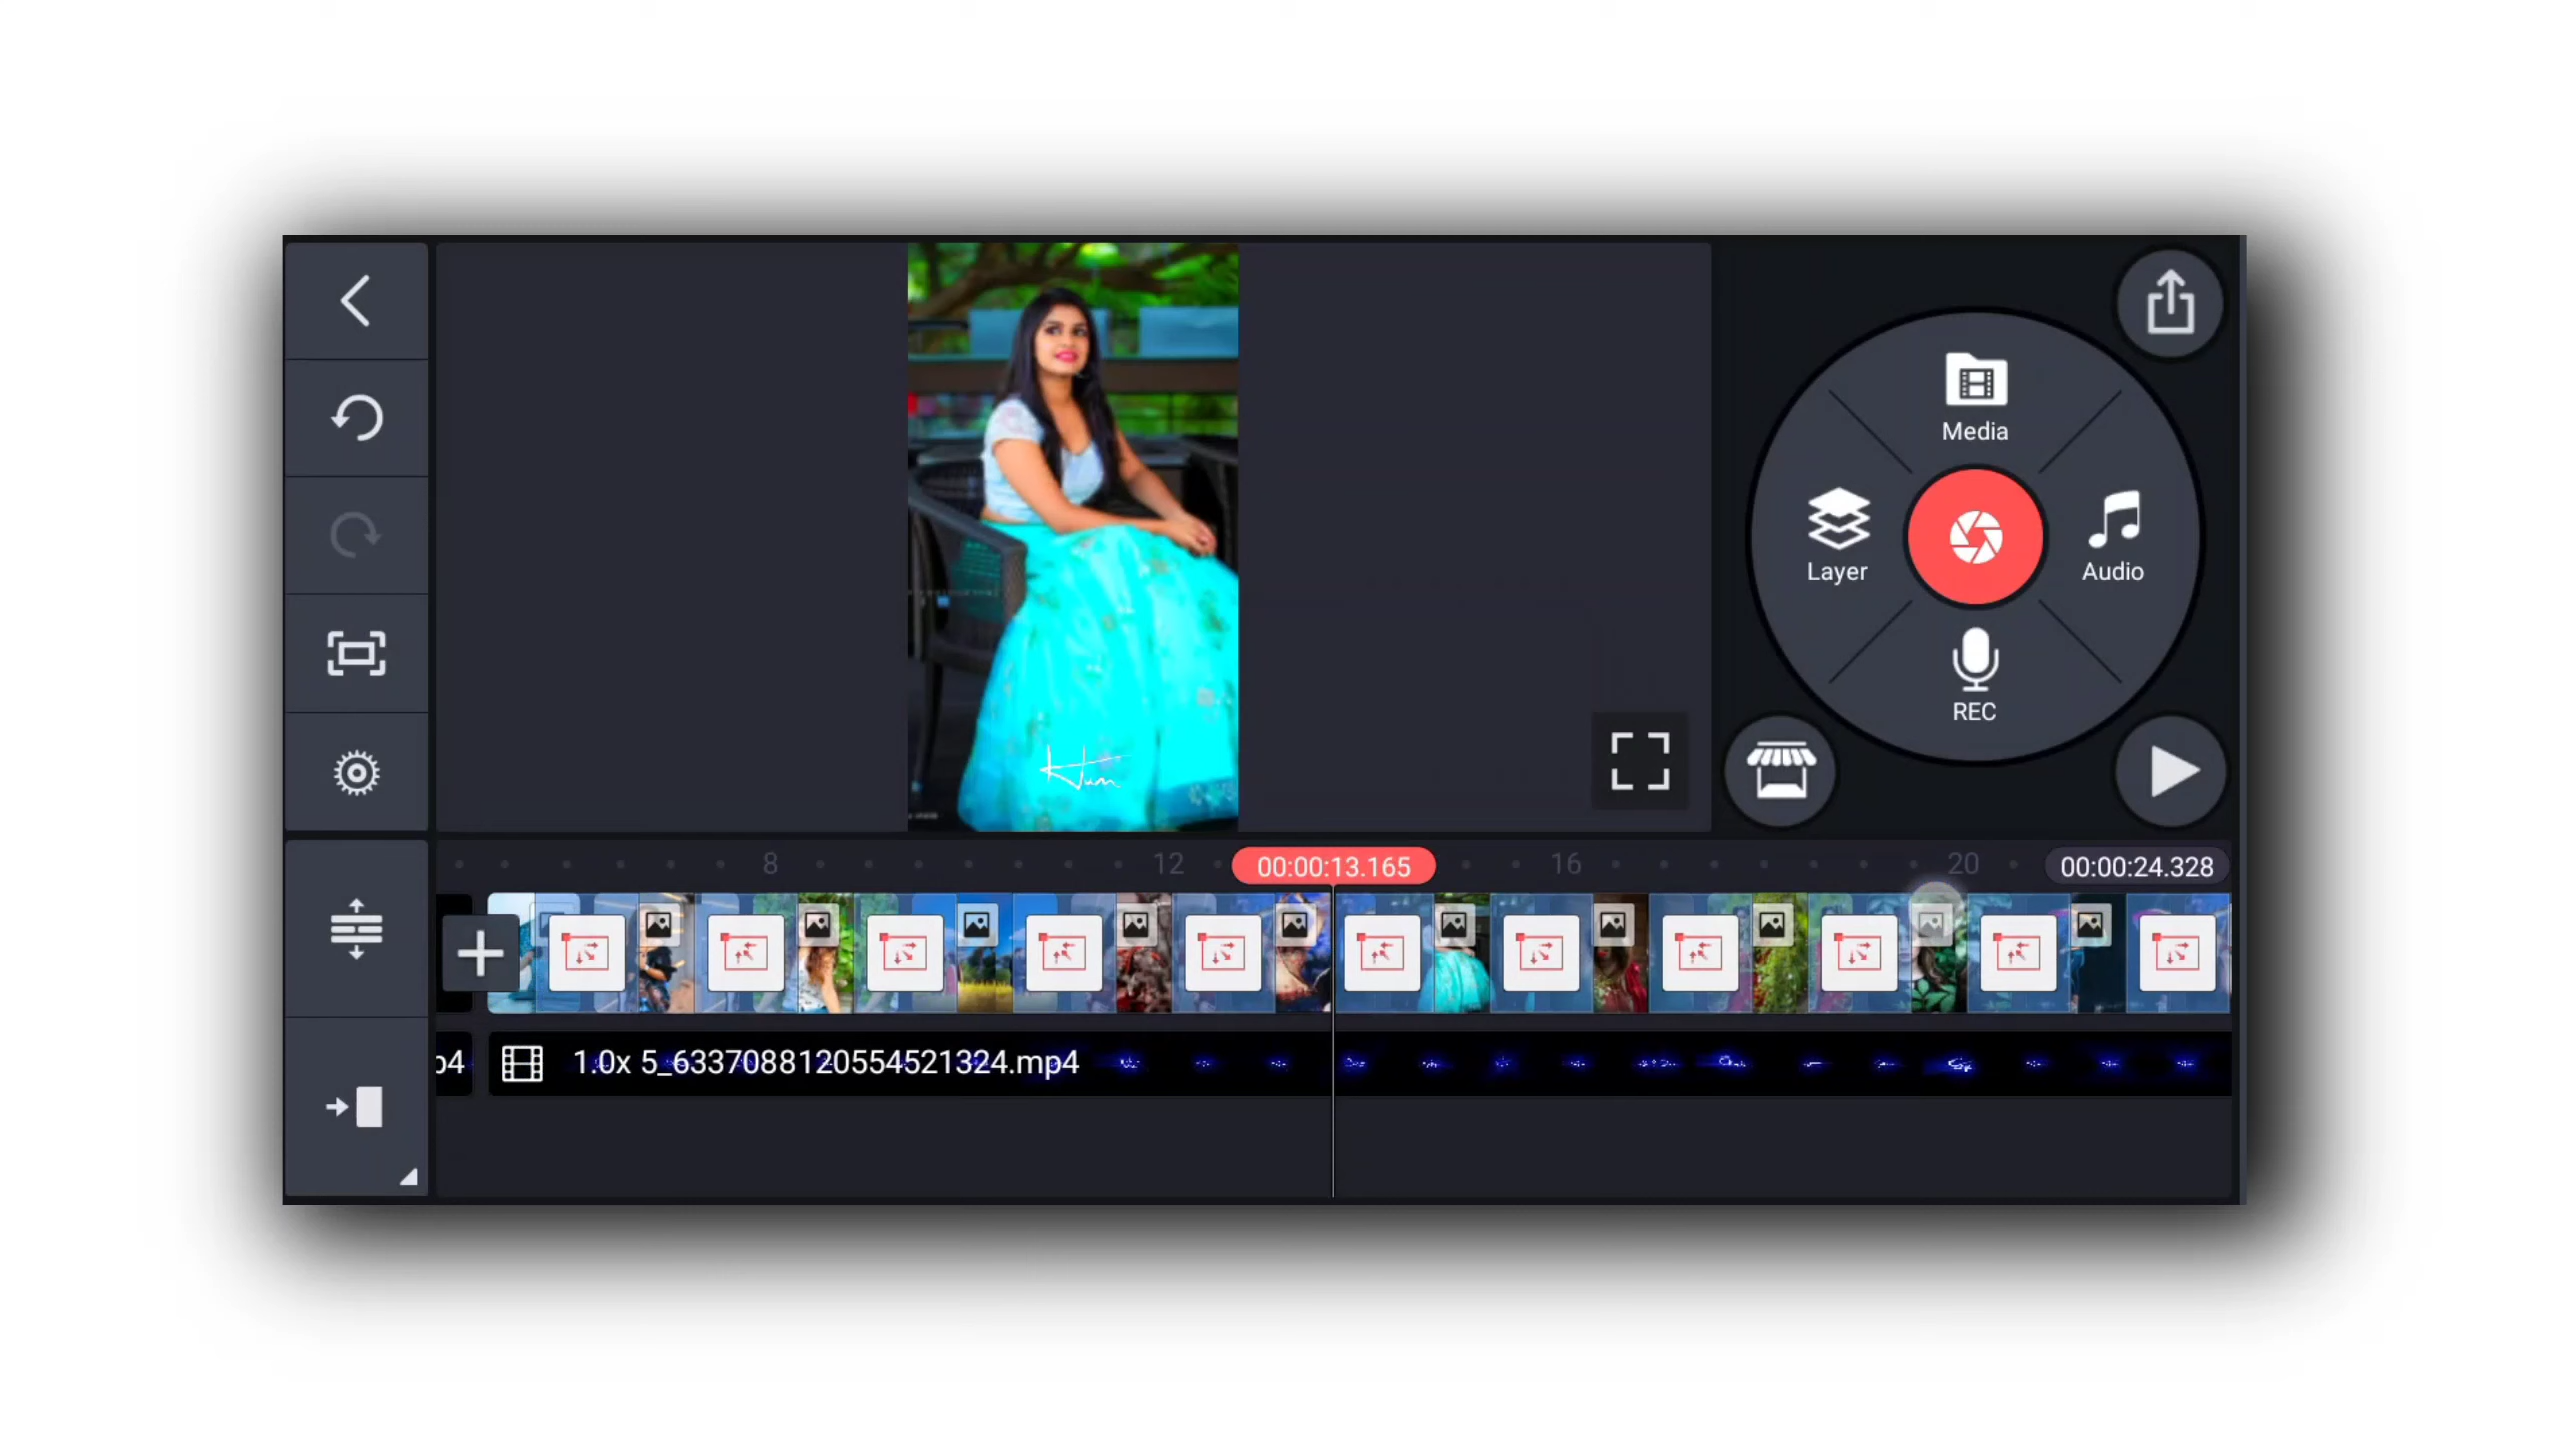 Media
Layer
Audio
REC
8
12
00:00:13.165
16
20
00:00:24.328
p4
1.0x 5_6337088120554521324.mp4